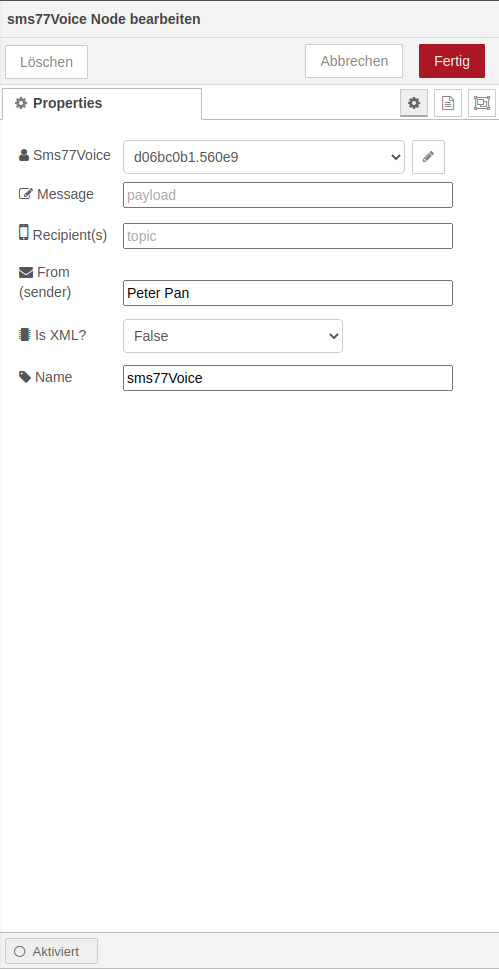 sms77Voice Node bearbeiten
Löschen Abbrechen Fertig
Properties
Sms77Voice d06bc0b1.560e9
Message payload
Recipient(s) topic
From
(sender) Peter Pan
Is XML? False
Name sms77Voice
Aktiviert